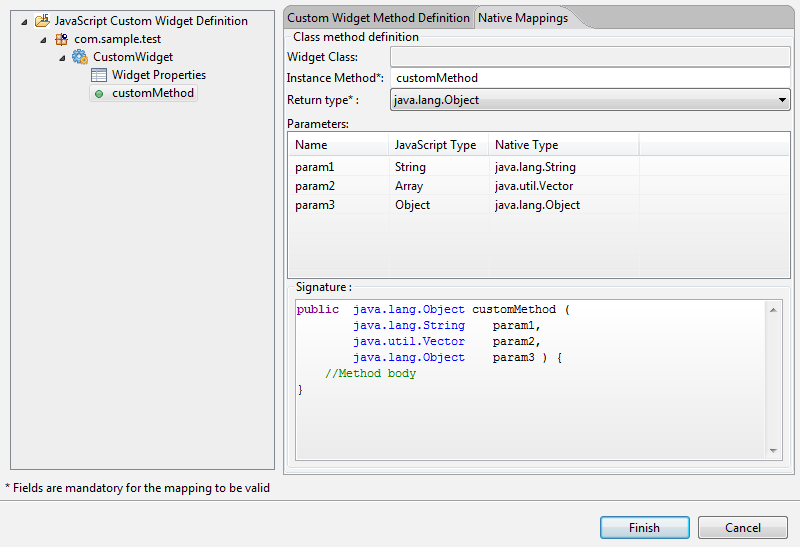 JavaScript Custom Widget Definition
com.sample.test
CustomWidget
Widget Properties
customMethod
Custom Widget Method Definition
Native Mappings
Class method definition
Widget Class:
Instance Method*:
customMethod
Return type* :
java.lang.Object
Parameters:
Name JavaScript Type Native Type
param1 String java.lang.String
param2 Array java.util.Vector
param3 Object java.lang.Object
Signature :
public java.lang.Object customMethod (
java.lang.String param1,
java.util.Vector param2,
java.lang.Object param3 ) {
//Method body
}
* Fields are mandatory for the mapping to be valid
Finish
Cancel